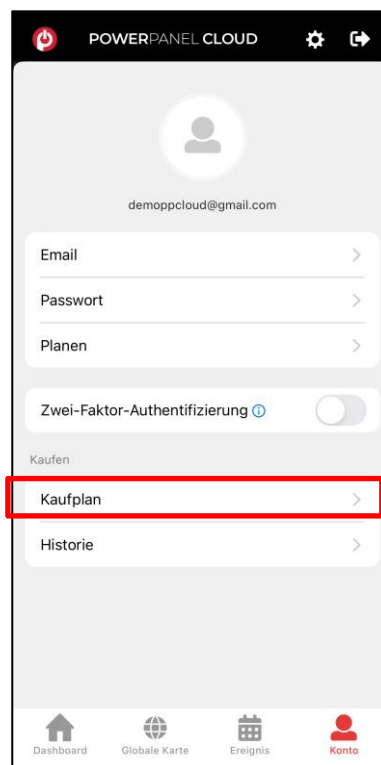 POWERPANEL CLOUD
demoppcloud@gmail.com
Email
Passwort
Planen
Zwei-Faktor-Authentifizierung
Kaufen
Kaufplan
Historie
Dashboard Globale Karte Ereignis Konto